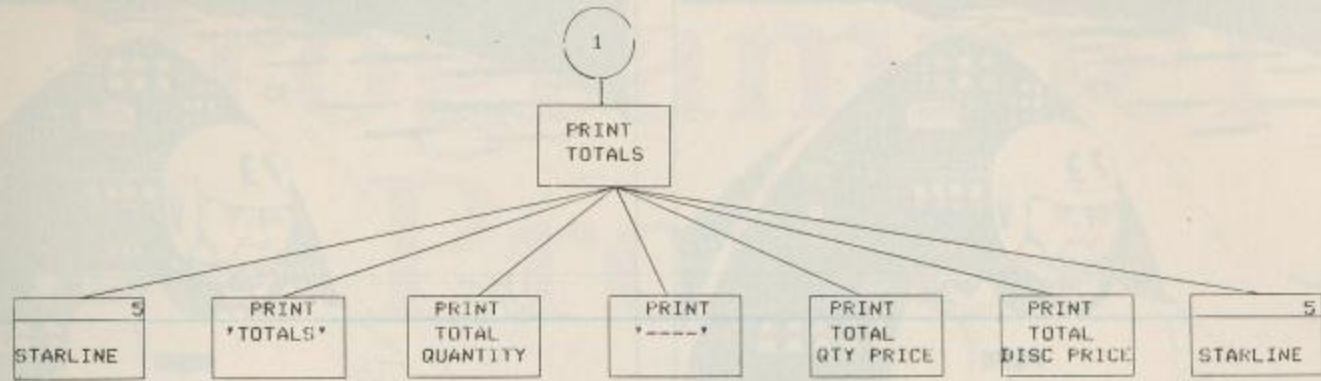 1
PRINT
TOTALS
5
STARLINE
PRINT
'TOTALS'
PRINT
TOTAL
QUANTITY
PRINT
'----'
PRINT
TOTAL
QTY PRICE
PRINT
TOTAL
DISC PRICE
5
STARLINE